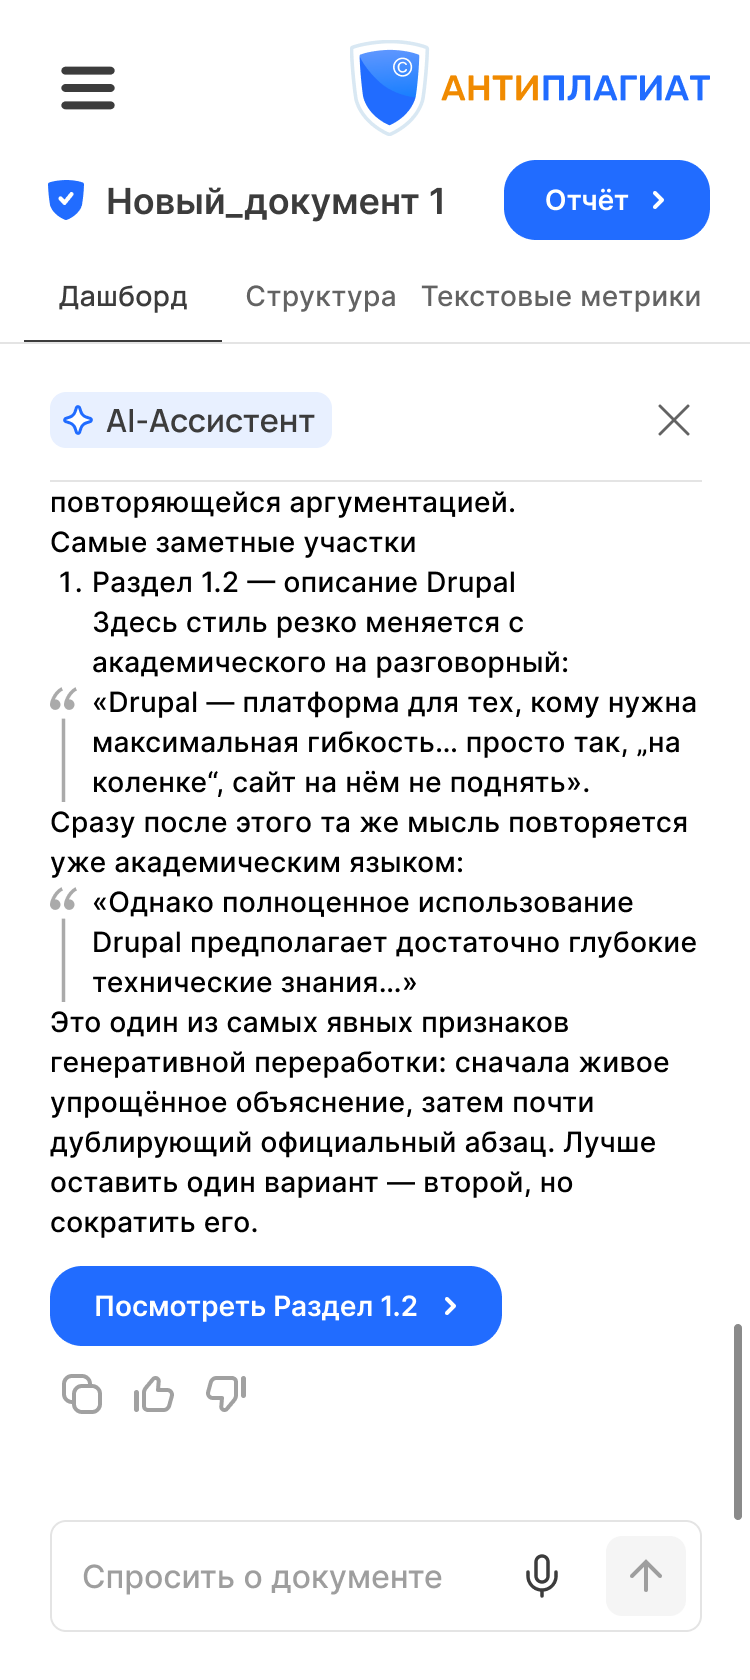 ©
АНТИПЛАГИАТ
Новый_документ 1
Отчёт
Дашборд
Структура
Текстовые метрики
AI-Ассистент
повторяющейся аргументацией.
Самые заметные участки
1. Раздел 1.2 — описание Drupal
Здесь стиль резко меняется с
академического на разговорный:
«Drupal — платформа для тех, кому нужна
максимальная гибкость... просто так, „на
коленке“, сайт на нём не поднять».
Сразу после этого та же мысль повторяется
уже академическим языком:
«Однако полноценное использование
Drupal предполагает достаточно глубокие
технические знания...»
Это один из самых явных признаков
генеративной переработки: сначала живое
упрощённое объяснение, затем почти
дублирующий официальный абзац. Лучше
оставить один вариант — второй, но
сократить его.
Посмотреть Раздел 1.2
Спросить о документе